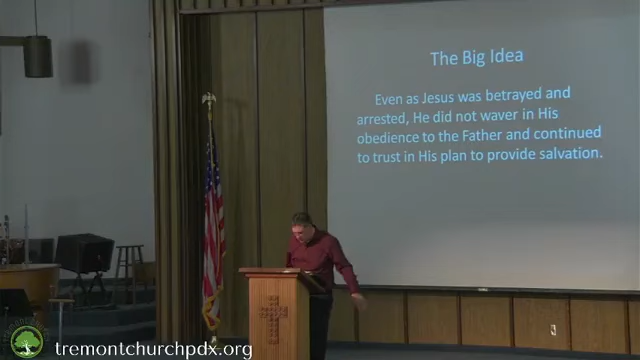 The Big Idea
Even as Jesus was betrayed and
arrested, He did not waver in His
obedience to the Father and continued
to trust in His plan to provide salvation.
tremontchurchpdx.org